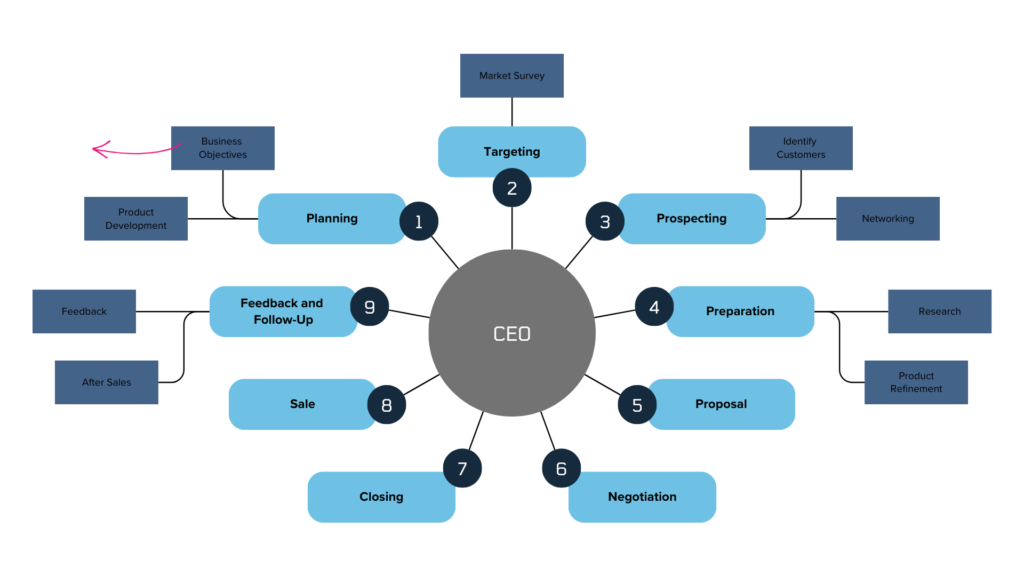 Market Survey
Targeting
2
Business
Objectives
Product
Development
Planning
1
Identify
Customers
Networking
Prospecting
3
CEO
Feedback
After Sales
Feedback and
Follow-Up
9
4
Preparation
Research
Product
Refinement
Sale
8
5
Proposal
Closing
7
6
Negotiation